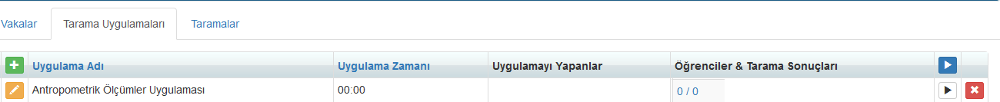 Vakalar Tarama Uygulamaları Taramalar
Uygulama Adı Uygulama Zamanı Uygulamayı Yapanlar Öğrenciler & Tarama Sonuçları
Antropometrik Ölçümler Uygulaması 00:00 0 / 0